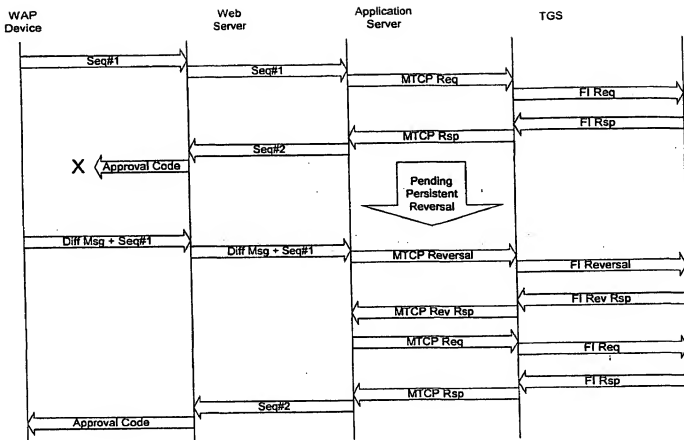 WAP
Device
Web
Server
Application
Server
TGS
Seq#1
Seq#1
MTCP Req
FI Req
FI Rsp
MTCP Rsp
Seq#2
X
Approval Code
Pending
Persistent
Reversal
Diff Msg + Seq#1
Diff Msg + Seq#1
MTCP Reversal
FI Reversal
FI Rev Rsp
MTCP Rev Rsp
MTCP Req
FI Req
FI Rsp
MTCP Rsp
Seq#2
Approval Code